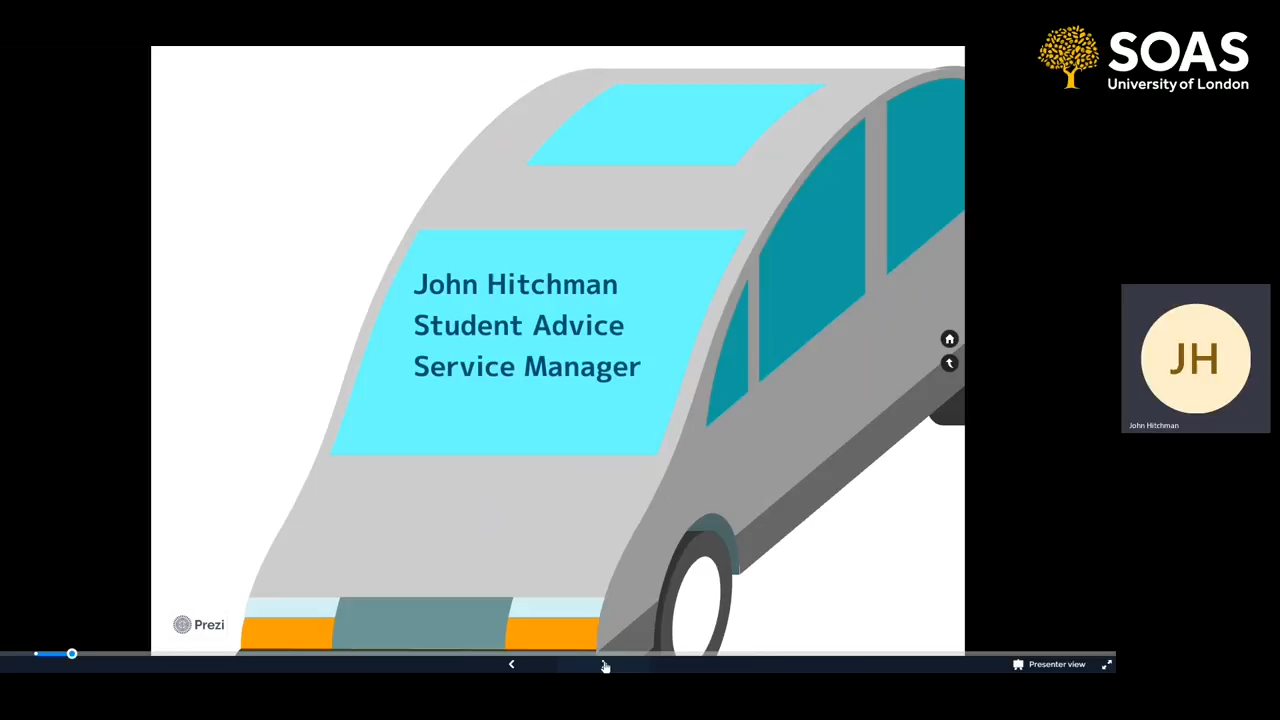 SOAS
University of London
John Hitchman
Student Advice
Service Manager
JH
John Hitchman
Prezi
Presenter view